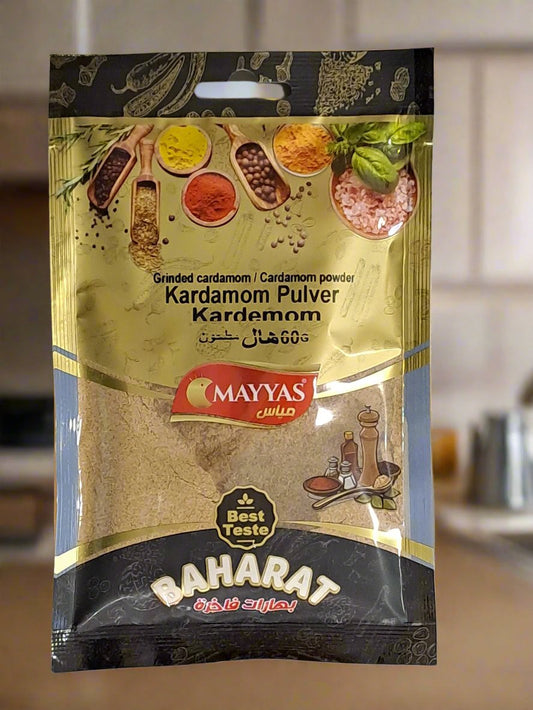 Grinded cardamom / Cardamom powder
Kardamom Pulver
Kardemom
هال مطحون 60G
MAYYAS
مياس
Best
Teste
BAHARAT
بهارات فاخرة